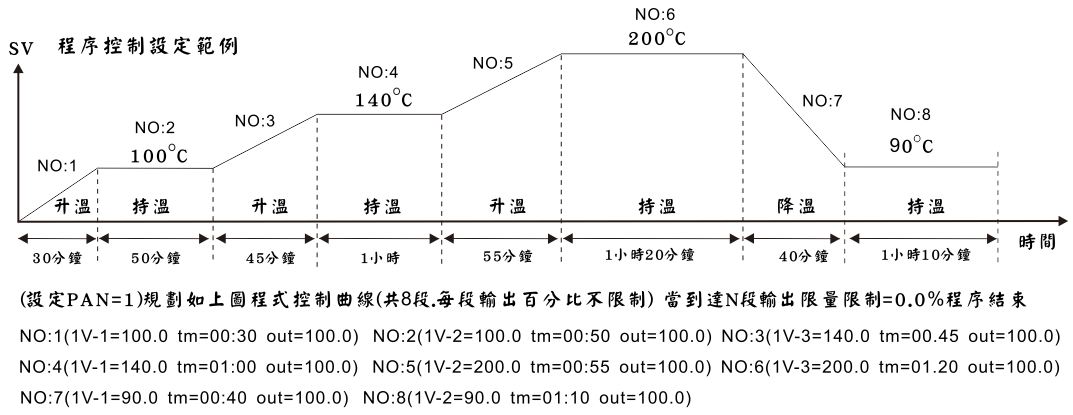 SV 程序控制設定範例
NO:1
NO:2
100°C
NO:3
NO:4
140°C
NO:5
NO:6
200°C
NO:7
NO:8
90°C
升溫 持溫 升溫 持溫 升溫 持溫 降溫 持溫
時間
30分鐘 50分鐘 45分鐘 1小時 55分鐘 1小時20分鐘 40分鐘 1小時10分鐘
(設定PAN=1)規劃如上圖程式控制曲線(共8段.每段輸出百分比不限制) 當到達N段輸出限量限制=0.0%程序結束
NO:1(1V-1=100.0 tm=00:30 out=100.0) NO:2(1V-2=100.0 tm=00:50 out=100.0) NO:3(1V-3=140.0 tm=00.45 out=100.0)
NO:4(1V-1=140.0 tm=01:00 out=100.0) NO:5(1V-2=200.0 tm=00:55 out=100.0) NO:6(1V-3=200.0 tm=01.20 out=100.0)
NO:7(1V-1=90.0 tm=00:40 out=100.0) NO:8(1V-2=90.0 tm=01:10 out=100.0)